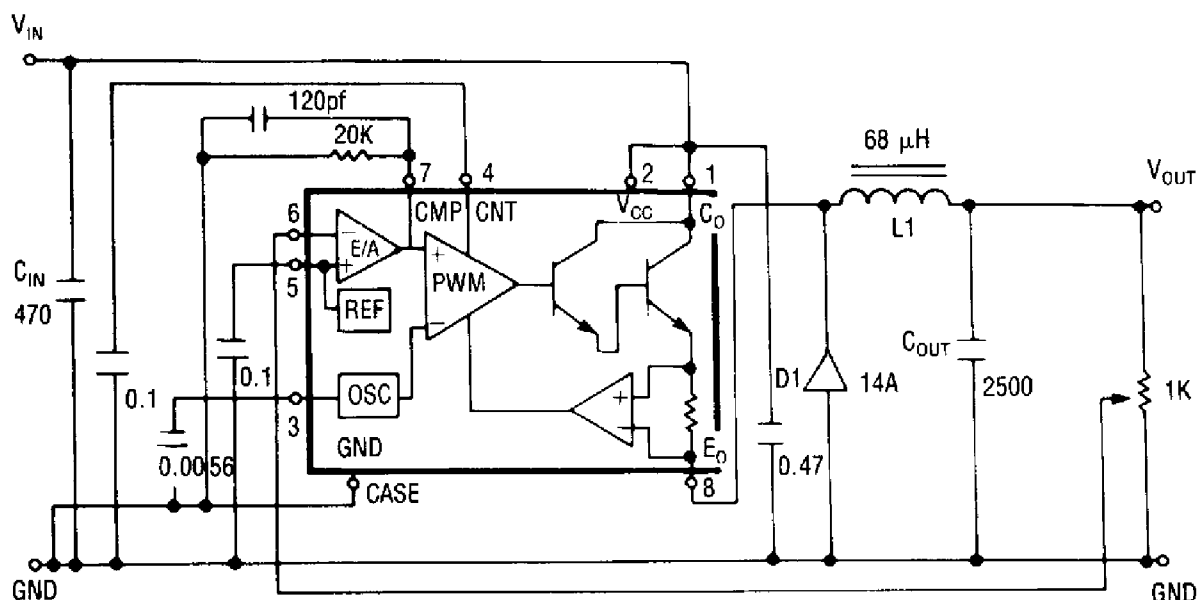 V_IN
120pf
20K
68 µH
7
4
2
1
V_OUT
CMP
CNT
V_CC
C_O
L1
6
−
E/A
+
5
+
PWM
−
C_IN
470
REF
C_OUT
2500
D1
14A
1K
0.1
0.1
OSC
+
−
3
GND
E_O
0.47
0.0056
CASE
8
GND
GND